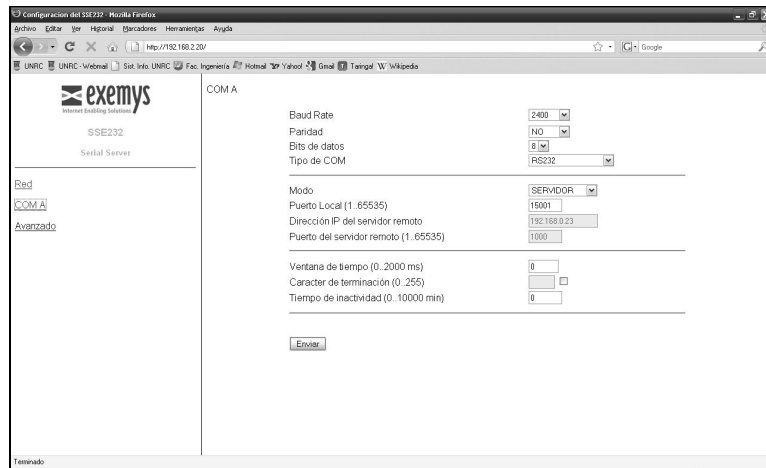 Configuracion del SSE232 - Mozilla Firefox
Archivo Editar Ver Historial Marcadores Herramientas Ayuda
http://192.168.2.20/
Google
UNRC UNRC - Webmail Sist. Info. UNRC Fac. Ingeniería Hotmail Yahoo! Gmail Taringa! Wikipedia
exemys
Internet Enabling Solutions
SSE232
Serial Server
Red
COM A
Avanzado
COM A
Baud Rate 2400
Paridad NO
Bits de datos 8
Tipo de COM RS232
Modo SERVIDOR
Puerto Local (1..65535) 15001
Dirección IP del servidor remoto 192.168.0.23
Puerto del servidor remoto (1..65535) 1000
Ventana de tiempo (0..2000 ms) 0
Caracter de terminación (0..255)
Tiempo de inactividad (0..10000 min) 0
Enviar
Terminado